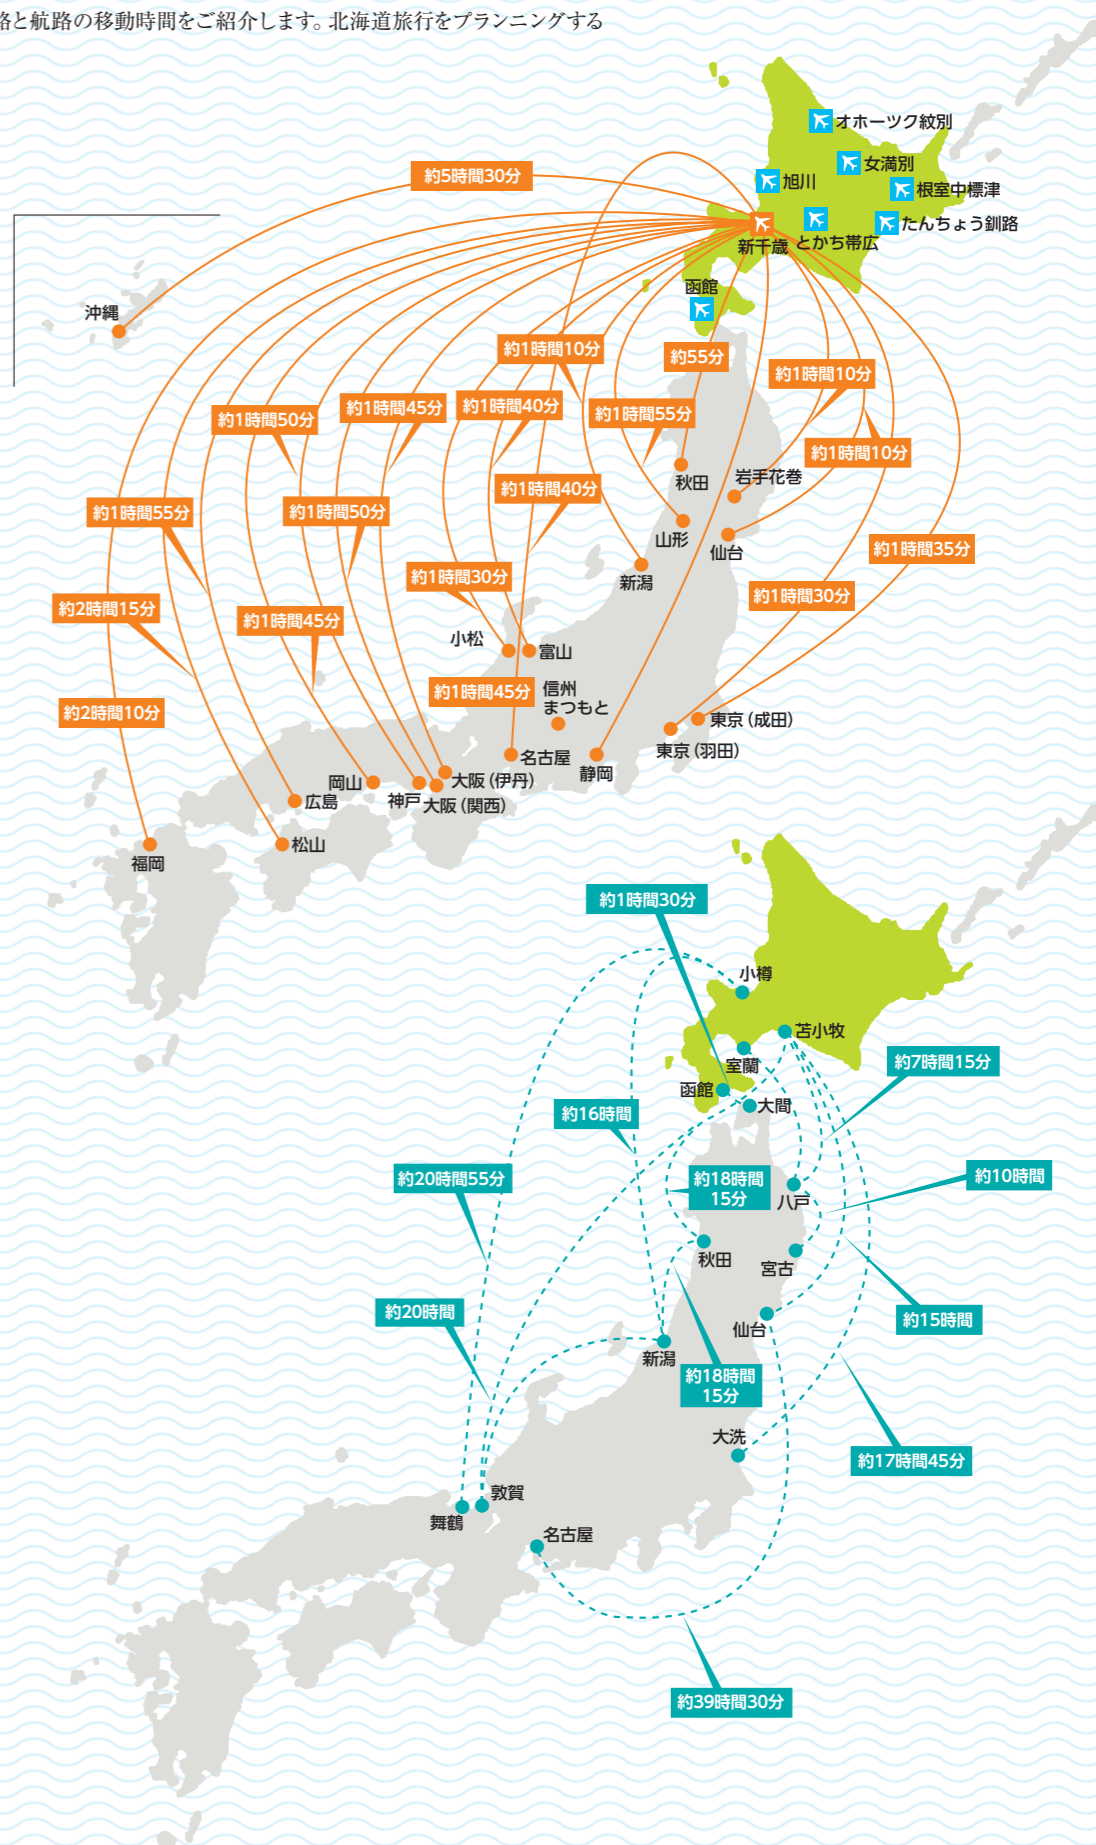 路と航路の移動時間をご紹介します。北海道旅行をプランニングする
オホーツク紋別
女満別
旭川
根室中標津
たんちょう釧路
とかち帯広
新千歳
函館
約5時間30分
沖縄
約1時間10分
約55分
約1時間10分
約1時間50分
約1時間45分
約1時間40分
約1時間55分
約1時間10分
秋田
岩手花巻
約1時間40分
約1時間55分
約1時間50分
山形
仙台
約1時間35分
新潟
約1時間30分
約1時間30分
約2時間15分
約1時間45分
小松
富山
約1時間45分
信州
まつもと
約2時間10分
東京（成田）
東京（羽田）
名古屋
静岡
大阪（伊丹）
岡山
神戸
大阪（関西）
広島
松山
福岡
約1時間30分
小樽
苫小牧
室蘭
約7時間15分
函館
大間
約16時間
約20時間55分
約18時間
15分
約10時間
八戸
秋田
宮古
約20時間
約15時間
仙台
新潟
約18時間
15分
大洗
約17時間45分
敦賀
舞鶴
名古屋
約39時間30分